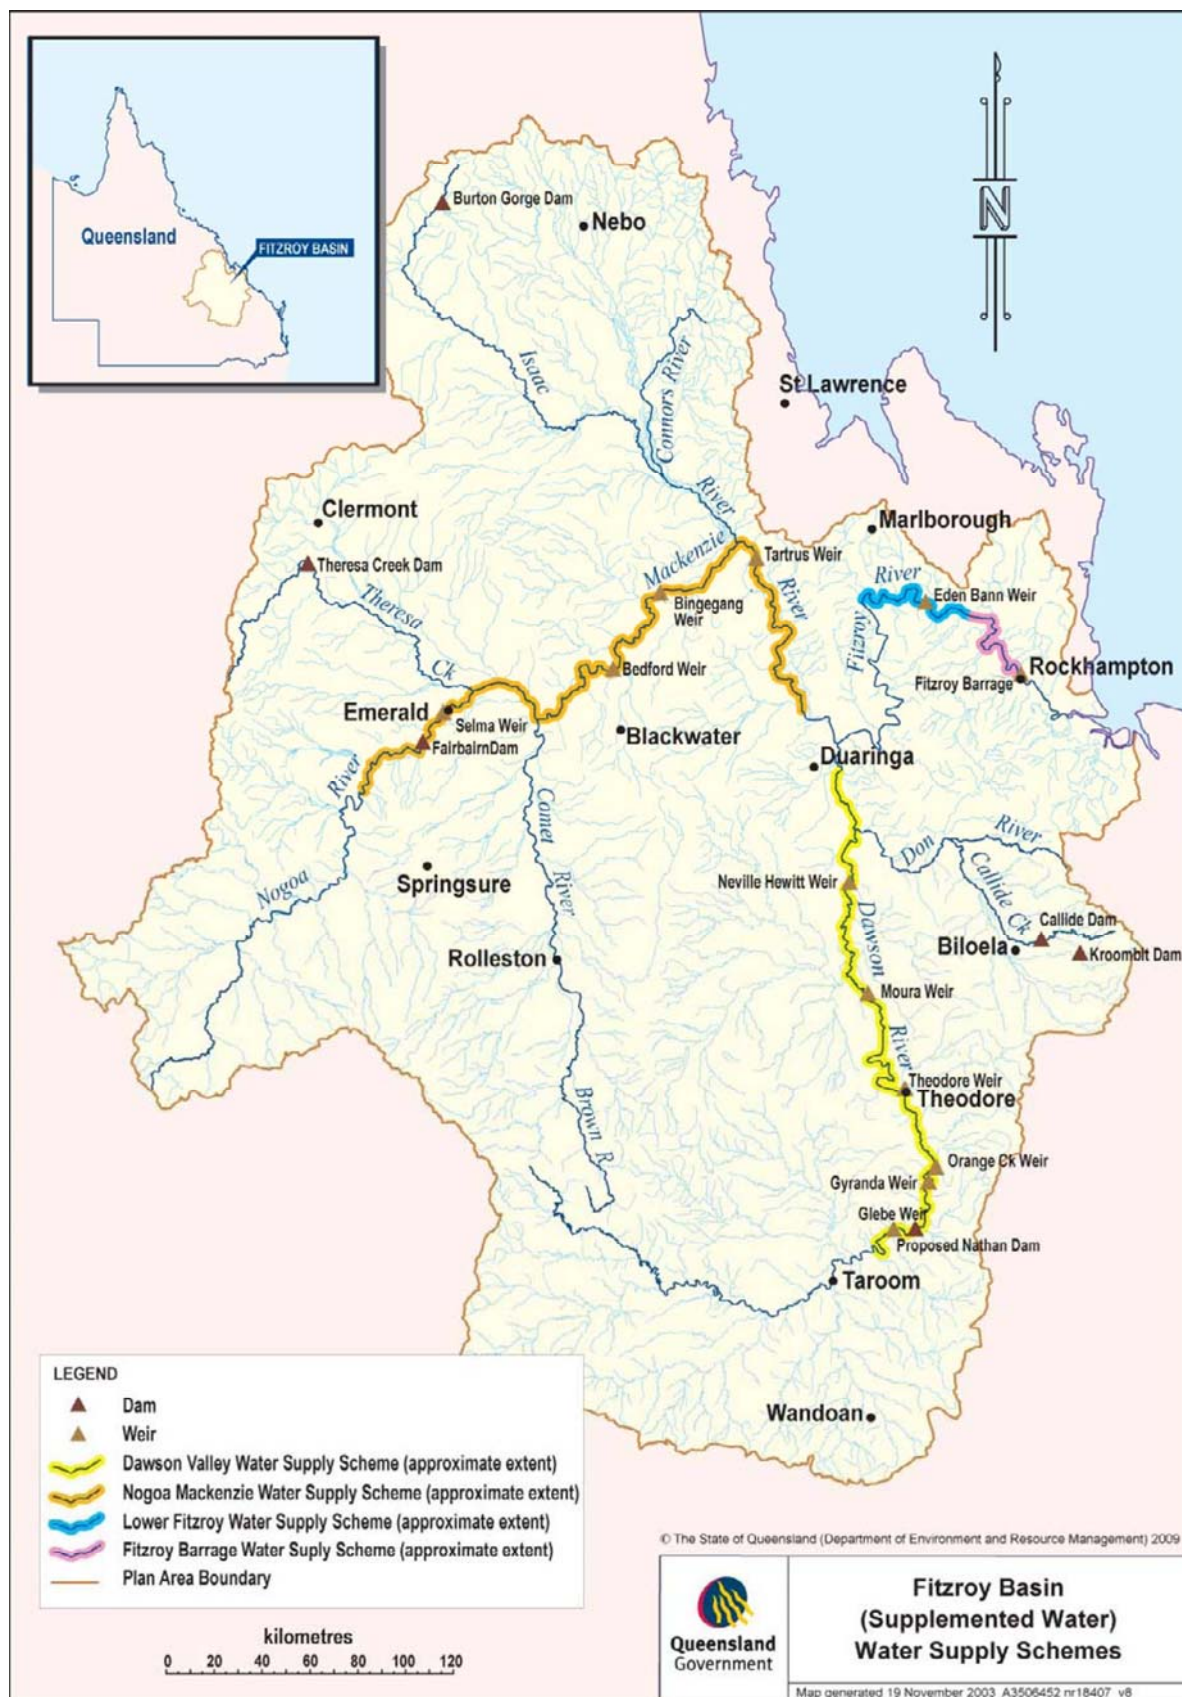 Queensland
FITZROY BASIN
N
Burton Gorge Dam
Nebo
Isaac
Connors River
St Lawrence
River
Clermont
Marlborough
Theresa Creek Dam
Mackenzie
Tartrus Weir
River
Eden Bann Weir
Theresa
Bingegang
Weir
River
Fitzroy
Ck
Bedford Weir
Rockhampton
Fitzroy Barrage
Emerald
Selma Weir
FairbairnDam
Blackwater
Duaringa
River
Comet
Don
River
Springsure
Nogoa
River
Neville Hewitt Weir
Callide Ck
Callide Dam
Dawson
Rolleston
Biloela
Kroombit Dam
Moura Weir
River
Theodore Weir
Theodore
Brown R
Orange Ck Weir
Gyranda Weir
Glebe Weir
Proposed Nathan Dam
Taroom
Wandoan
LEGEND
Dam
Weir
Dawson Valley Water Supply Scheme (approximate extent)
Nogoa Mackenzie Water Supply Scheme (approximate extent)
Lower Fitzroy Water Supply Scheme (approximate extent)
Fitzroy Barrage Water Suply Scheme (approximate extent)
Plan Area Boundary
kilometres
0 20 40 60 80 100 120
© The State of Queensland (Department of Environment and Resource Management) 2009
Queensland
Government
Fitzroy Basin
(Supplemented Water)
Water Supply Schemes
Map generated 19 November 2003 A3506452 nr18407_v8